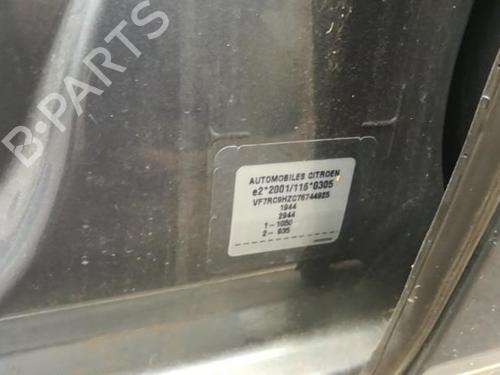 B-PARTS
AUTOMOBILES CITROEN
e2*2001/116*0305
VF7RC9HZC76744925
1944
2944
1-1050
2-935